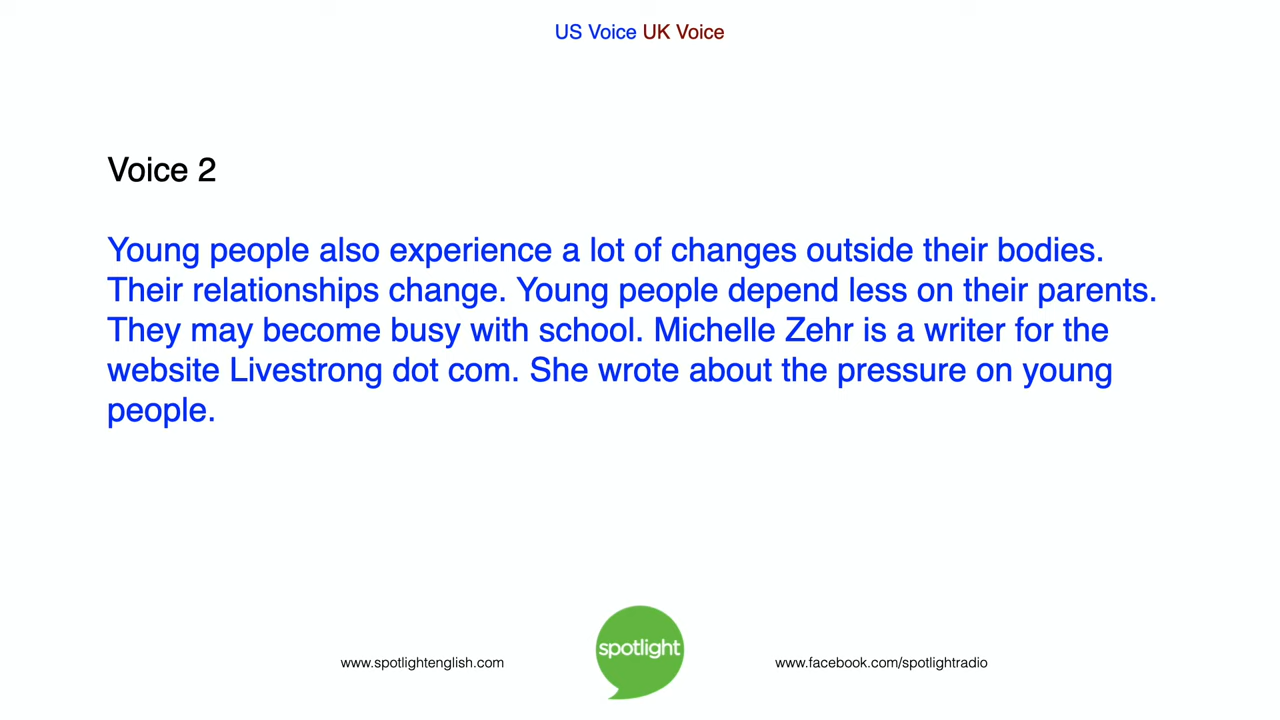 US Voice UK Voice
Voice 2
Young people also experience a lot of changes outside their bodies.
Their relationships change. Young people depend less on their parents.
They may become busy with school. Michelle Zehr is a writer for the
website Livestrong dot com. She wrote about the pressure on young
people.
spotlight
www.spotlightenglish.com
www.facebook.com/spotlightradio